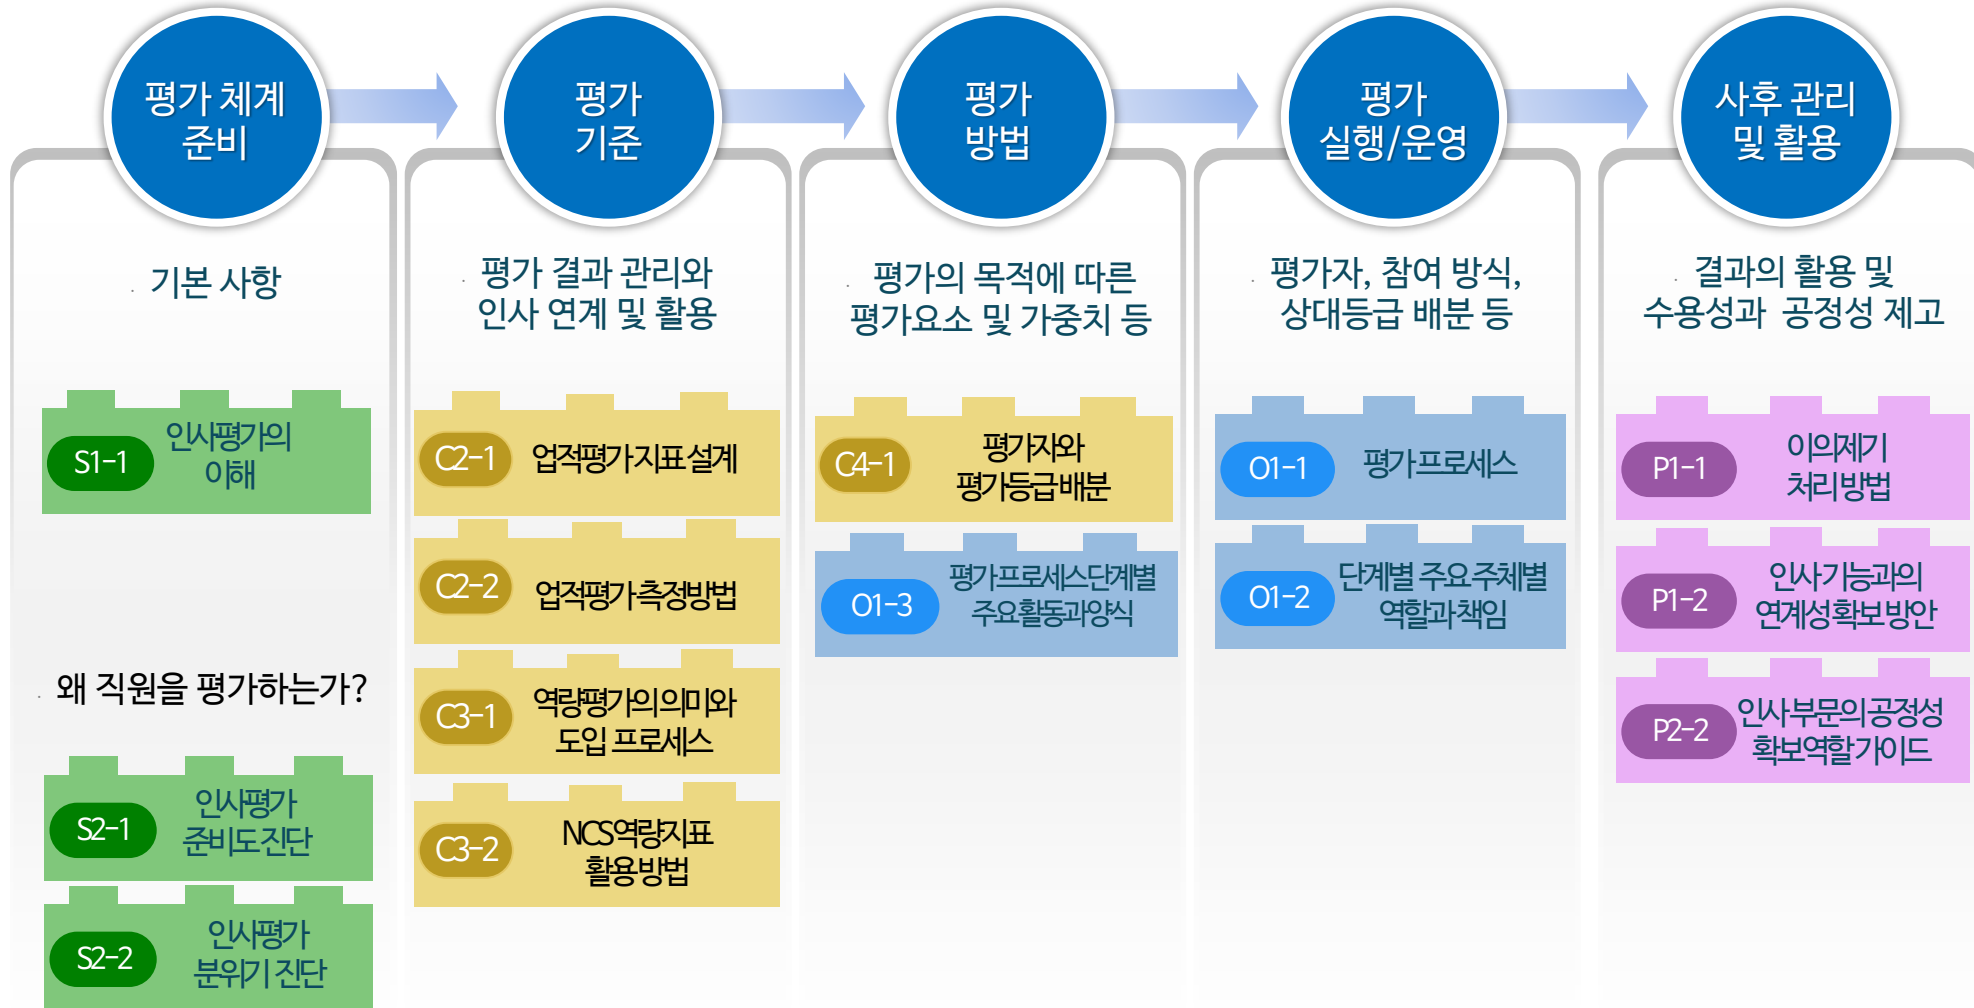 평가 체계
준비
평가
기준
평가
방법
평가
실행/운영
사후 관리
및 활용
· 기본 사항
S1-1
인사평가의
이해
· 왜 직원을 평가하는가?
S2-1
인사평가
준비도 진단
S2-2
인사평가
분위기 진단
· 평가 결과 관리와
인사 연계 및 활용
C2-1
업적평가 지표 설계
C2-2
업적평가 측정방법
C3-1
역량평가의 의미와
도입 프로세스
C3-2
NCS 역량지표
활용 방법
· 평가의 목적에 따른
평가요소 및 가중치 등
C4-1
평가자와
평가등급 배분
O1-3
평가 프로세스 단계별
주요 활동과 양식
· 평가자, 참여 방식,
상대등급 배분 등
O1-1
평가 프로세스
O1-2
단계별 주요 주체별
역할과 책임
· 결과의 활용 및
수용성과 공정성 제고
P1-1
이의제기
처리 방법
P1-2
인사 기능과의
연계성 확보 방안
P2-2
인사 부문의 공정성
확보 역할 가이드